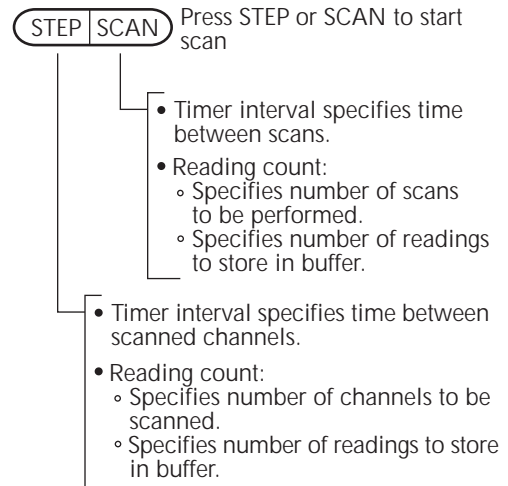 STEP SCAN Press STEP or SCAN to start
scan
• Timer interval specifies time
between scans.
• Reading count:
∘ Specifies number of scans
to be performed.
∘ Specifies number of readings
to store in buffer.
• Timer interval specifies time between
scanned channels.
• Reading count:
∘ Specifies number of channels to be
scanned.
∘ Specifies number of readings to store
in buffer.